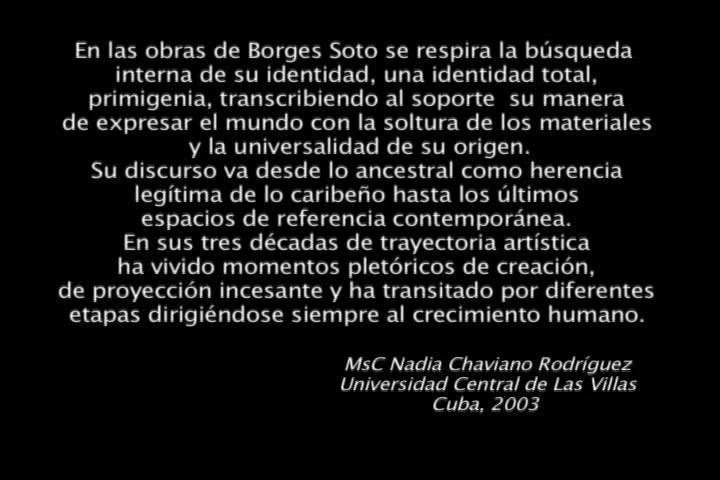 En las obras de Borges Soto se respira la búsqueda
interna de su identidad, una identidad total,
primigenia, transcribiendo al soporte su manera
de expresar el mundo con la soltura de los materiales
y la universalidad de su origen.
Su discurso va desde lo ancestral como herencia
legítima de lo caribeño hasta los últimos
espacios de referencia contemporánea.
En sus tres décadas de trayectoria artística
ha vivido momentos pletóricos de creación,
de proyección incesante y ha transitado por diferentes
etapas dirigiéndose siempre al crecimiento humano.
MsC Nadia Chaviano Rodríguez
Universidad Central de Las Villas
Cuba, 2003